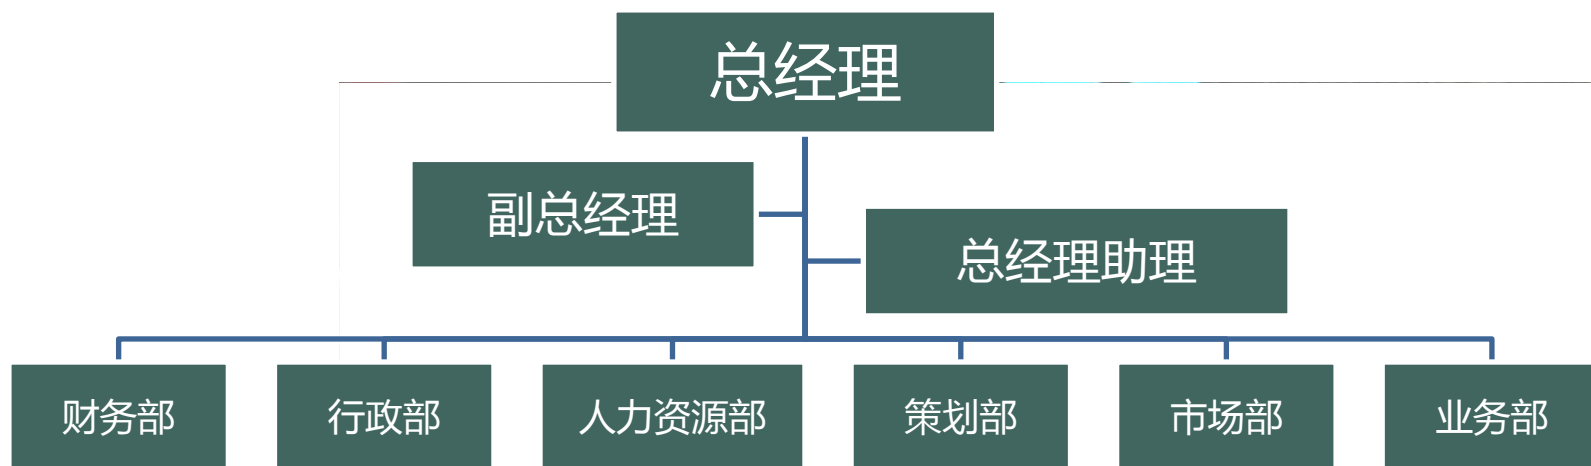 总经理
副总经理
总经理助理
财务部
行政部
人力资源部
策划部
市场部
业务部